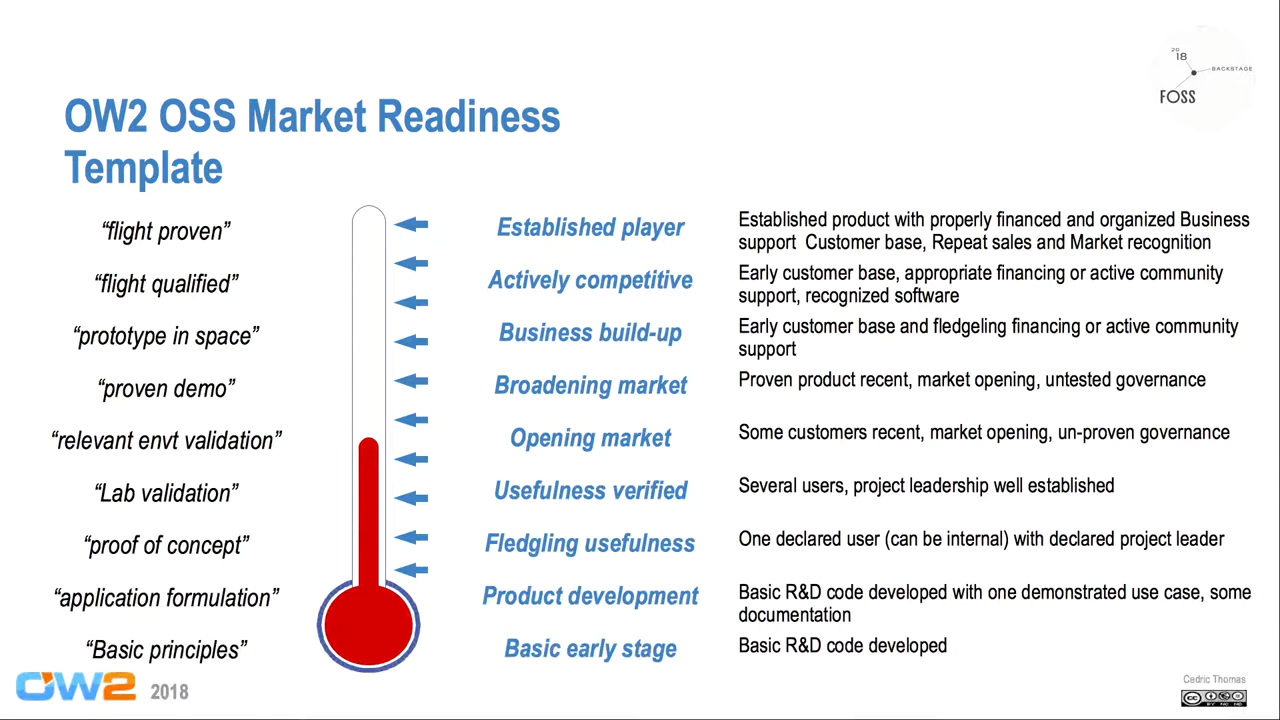 20
18
BACKSTAGE
FOSS
OW2 OSS Market Readiness
Template
“flight proven”
Established player
Established product with properly financed and organized Business
support Customer base, Repeat sales and Market recognition
“flight qualified”
Actively competitive
Early customer base, appropriate financing or active community
support, recognized software
“prototype in space”
Business build-up
Early customer base and fledgeling financing or active community
support
“proven demo”
Broadening market
Proven product recent, market opening, untested governance
“relevant envt validation”
Opening market
Some customers recent, market opening, un-proven governance
“Lab validation”
Usefulness verified
Several users, project leadership well established
“proof of concept”
Fledgling usefulness
One declared user (can be internal) with declared project leader
“application formulation”
Product development
Basic R&D code developed with one demonstrated use case, some
documentation
“Basic principles”
Basic early stage
Basic R&D code developed
OW2 2018
Cedric Thomas
CC
BY NC ND